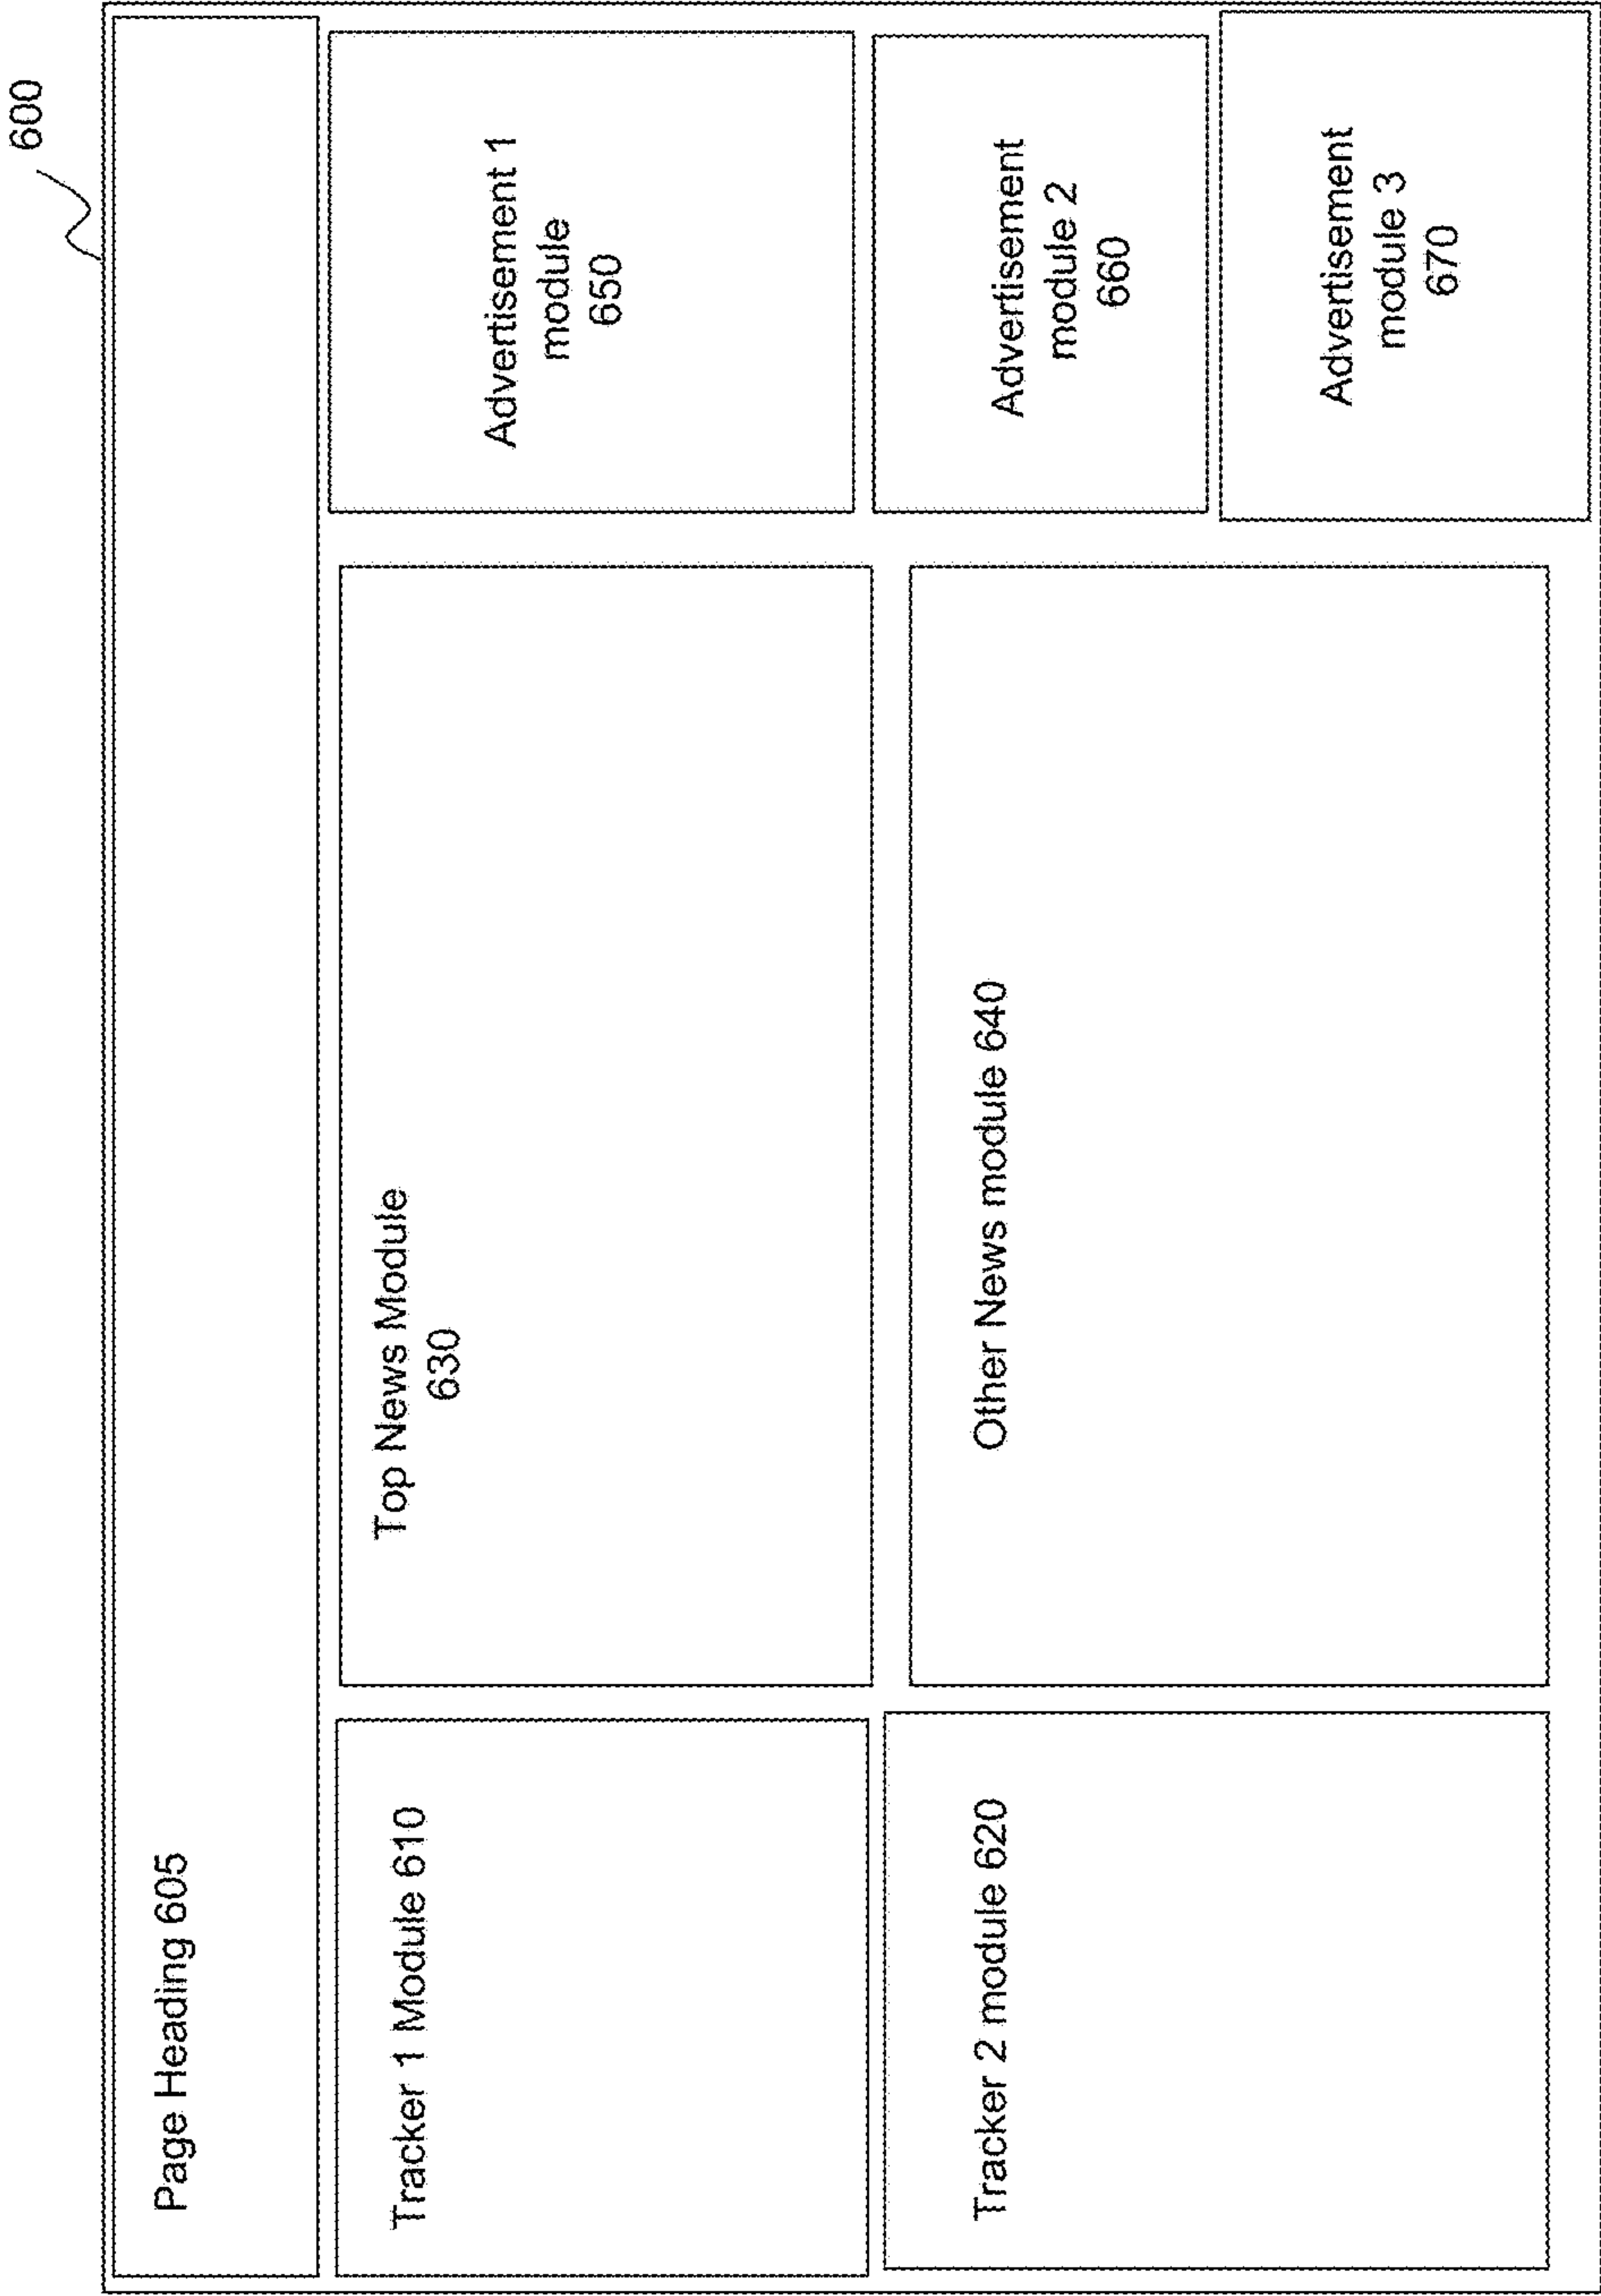 600
Page Heading 605
Tracker 1 Module 610
Top News Module
630
Advertisement 1
module
650
Tracker 2 module 620
Other News module 640
Advertisement
module 2
660
Advertisement
module 3
670